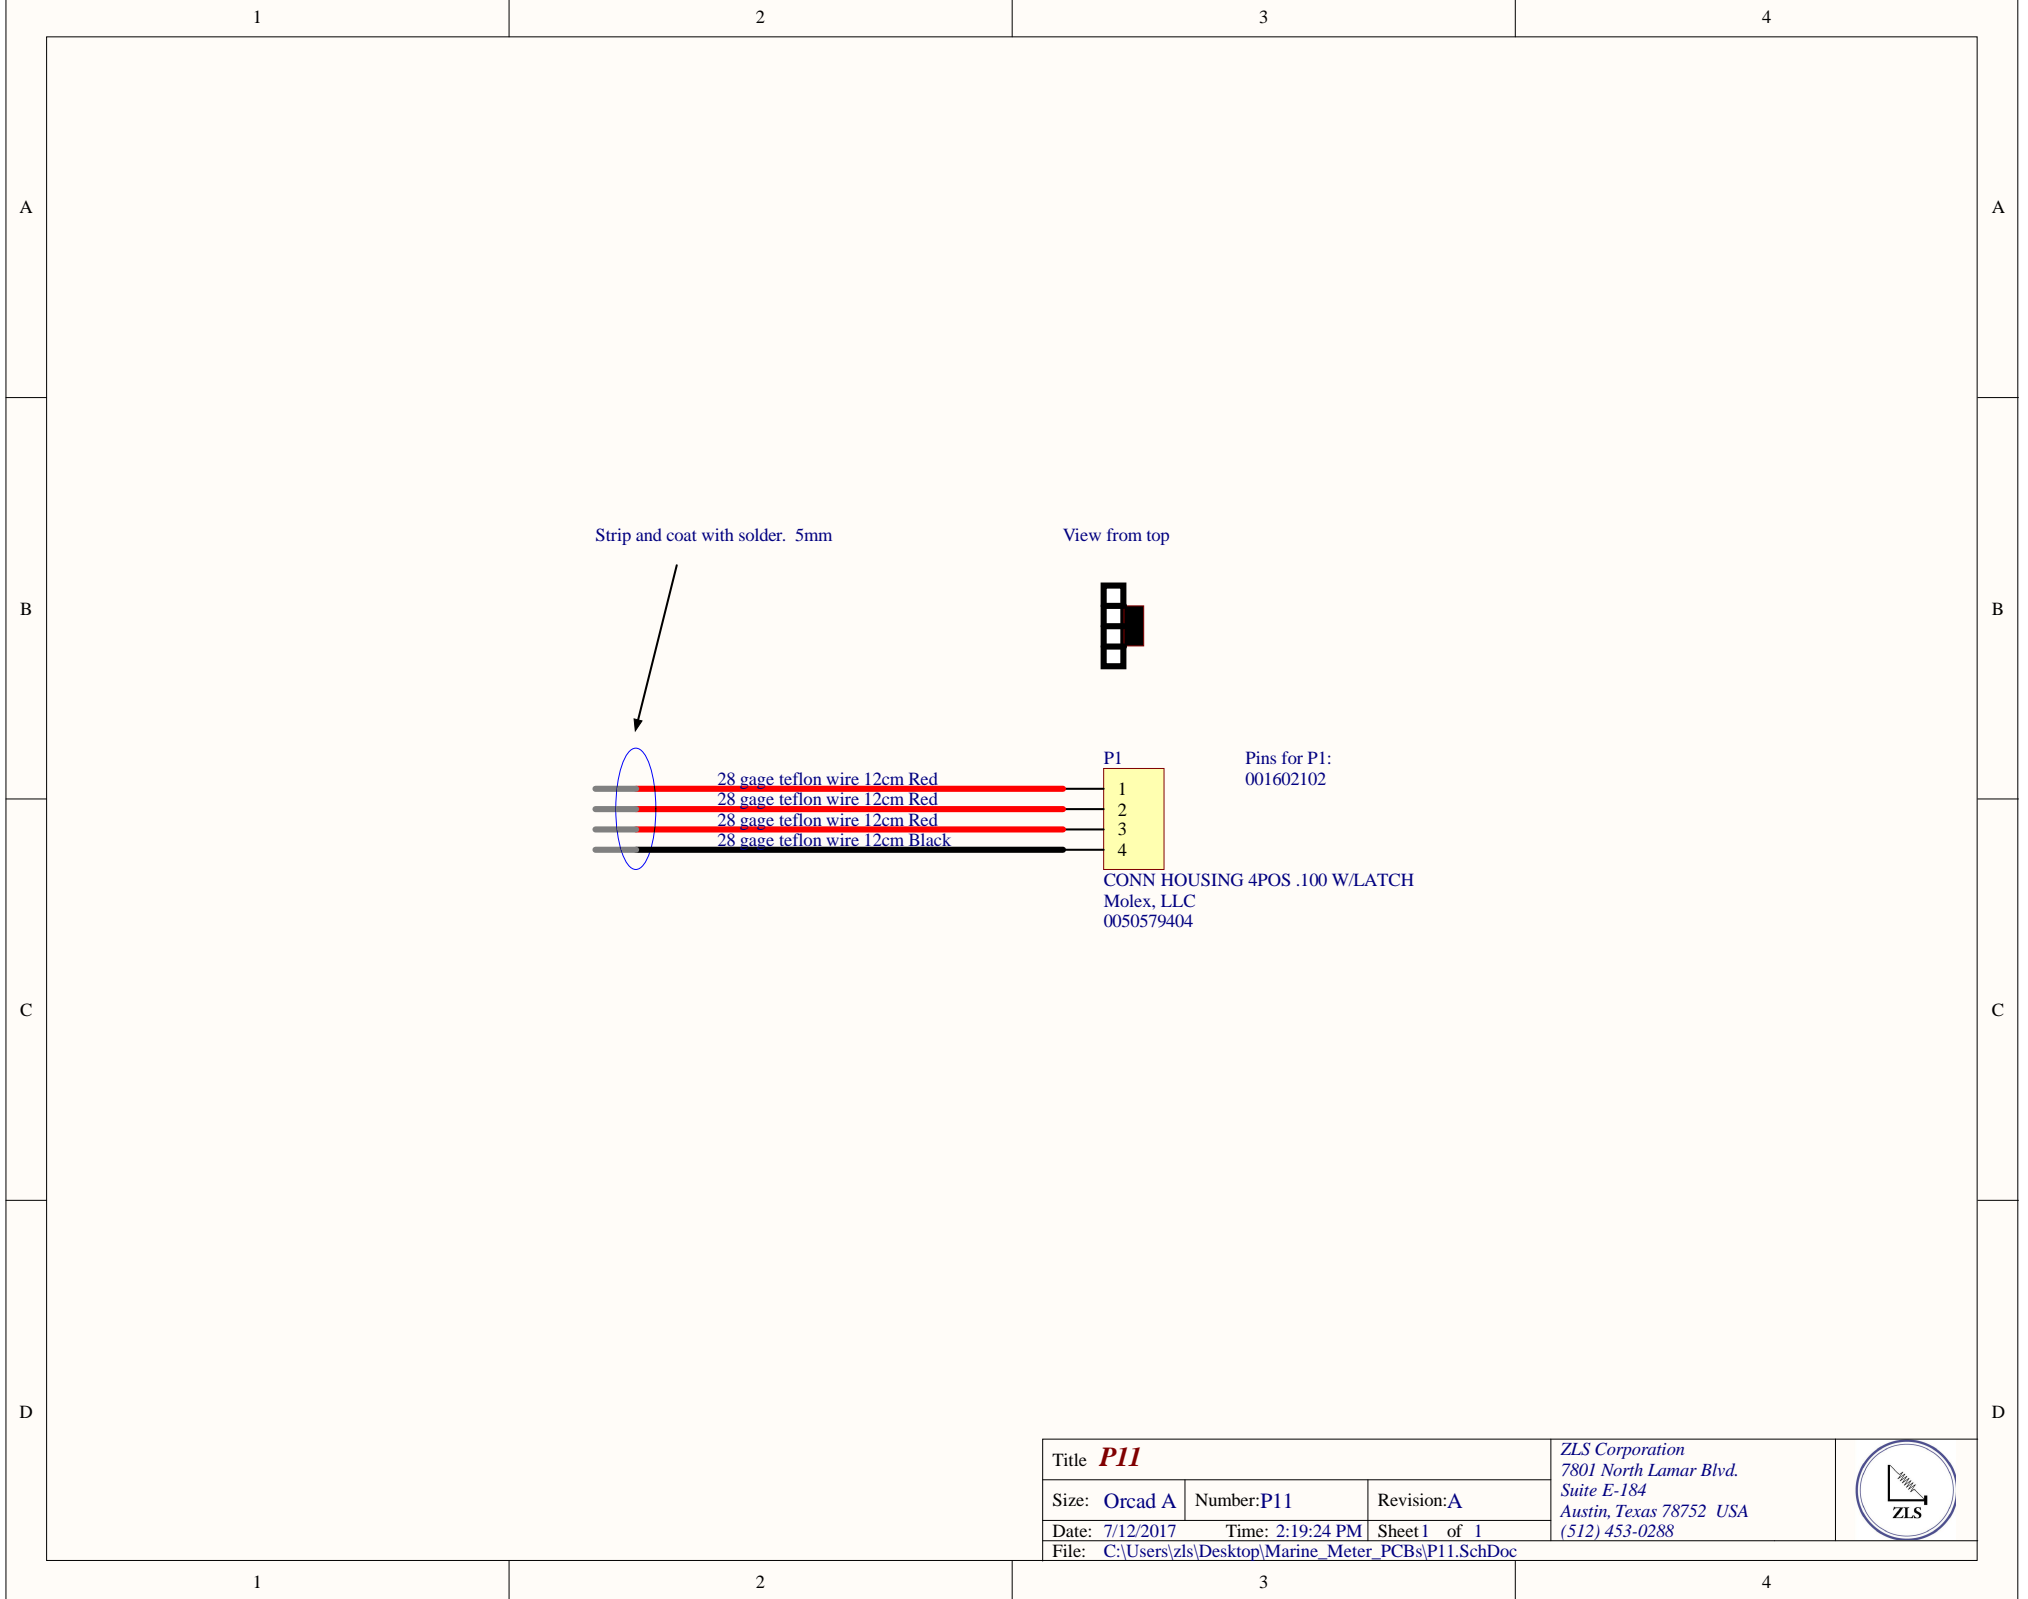 1 2 3 4
A A
Strip and coat with solder.  5mm
View from top
B B
P1
Pins for P1:
001602102
28 gage teflon wire 12cm Red
28 gage teflon wire 12cm Red
28 gage teflon wire 12cm Red
28 gage teflon wire 12cm Black
1
2
3
4
CONN HOUSING 4POS .100 W/LATCH
Molex, LLC
0050579404
C C
D D
Title P11
Size: Orcad A Number:P11 Revision:A
Date: 7/12/2017 Time: 2:19:24 PM Sheet 1 of 1
File: C:\Users\zls\Desktop\Marine_Meter_PCBs\P11.SchDoc
ZLS Corporation
7801 North Lamar Blvd.
Suite E-184
Austin, Texas 78752  USA
(512) 453-0288
ZLS
1 2 3 4